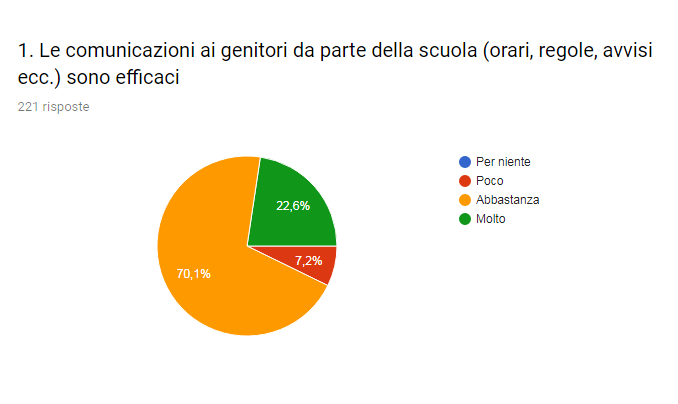 1. Le comunicazioni ai genitori da parte della scuola (orari, regole, avvisi
ecc.) sono efficaci
221 risposte
Per niente
Poco
Abbastanza
Molto
22,6%
7,2%
70,1%